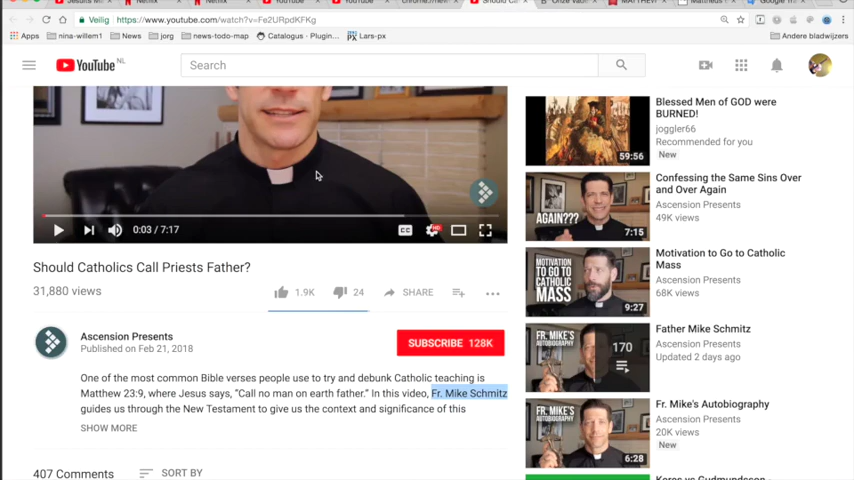 Netflix
Netflix
YouTube
YouTube
Should Ca
Veilig
https://www.youtube.com/watch?v=Fe2URpdKFKg
Apps
nina-willem1
News
jorg
news-todo-map
Catalogus - Plugin...
Lars-px
Andere bladwijzers
YouTube NL
Search
0:03 / 7:17
CC
HD
Should Catholics Call Priests Father?
31,880 views
1.9K
24
SHARE
Ascension Presents
Published on Feb 21, 2018
SUBSCRIBE 128K
One of the most common Bible verses people use to try and debunk Catholic teaching is
Matthew 23:9, where Jesus says, "Call no man on earth father." In this video, Fr. Mike Schmitz
guides us through the New Testament to give us the context and significance of this
SHOW MORE
407 Comments
SORT BY
59:56
Blessed Men of GOD were
BURNED!
joggler66
Recommended for you
New
AGAIN???
7:15
Confessing the Same Sins Over
and Over Again
Ascension Presents
49K views
MOTIVATION
TO GO TO
CATHOLIC
MASS
9:27
Motivation to Go to Catholic
Mass
Ascension Presents
68K views
FR. MIKE'S
170
Father Mike Schmitz
Ascension Presents
Updated 2 days ago
FR. MIKE'S
AUTOBIOGRAPHY
6:28
Fr. Mike's Autobiography
Ascension Presents
20K views
New